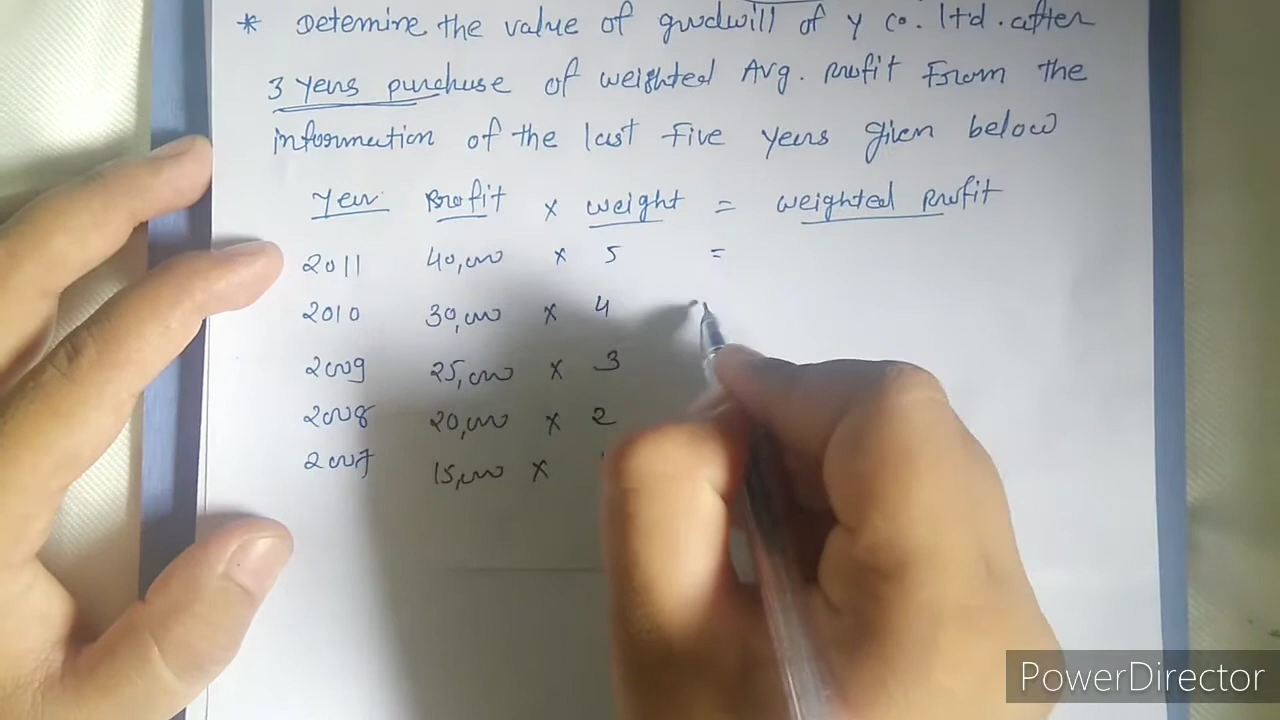 * Detemine the value of goodwill of Y Co. ltd. after
3 years purchase of weighted Avg. profit From the
information of the last Five years given below
Year Profit x weight = weighted profit
2011 40,000 x 5 =
2010 30,000 x 4
2009 25,000 x 3
2008 20,000 x 2
2007 15,000 x
PowerDirector